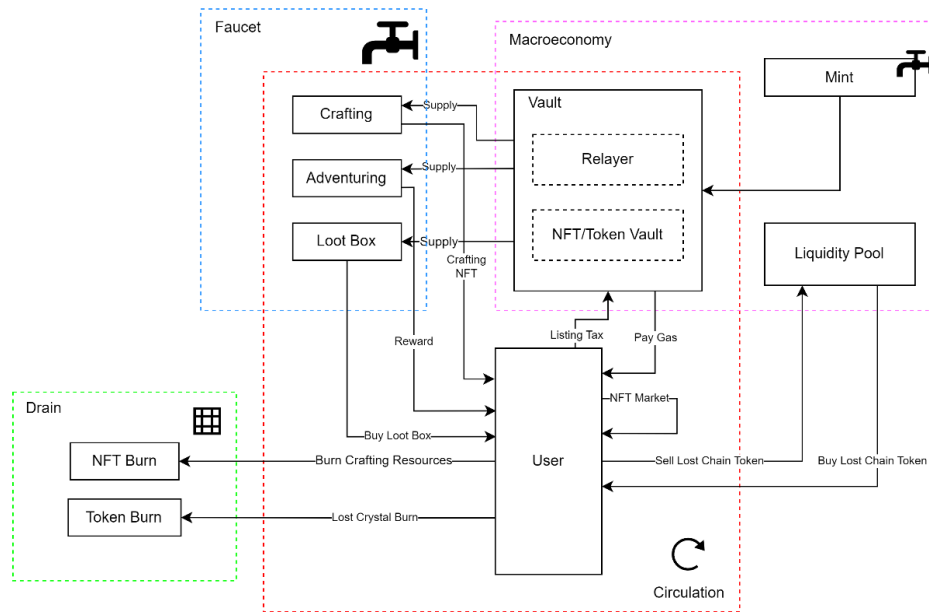 Faucet
Macroeconomy
Mint
Vault
Crafting
Supply
Relayer
Adventuring
Supply
NFT/Token Vault
Loot Box
Supply
Liquidity Pool
Crafting
NFT
Reward
Listing Tax
Pay Gas
NFT Market
Drain
Buy Loot Box
NFT Burn
Burn Crafting Resources
User
Sell Lost Chain Token
Buy Lost Chain Token
Token Burn
Lost Crystal Burn
Circulation